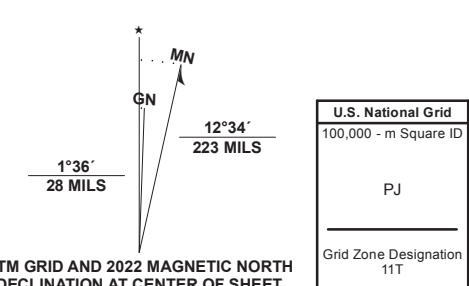 ★
MN
GN
12°34´
223 MILS
1°36´
28 MILS
TM GRID AND 2022 MAGNETIC NORTH
DECLINATION AT CENTER OF SHEET
U.S. National Grid
100,000 - m Square ID
PJ
Grid Zone Designation
11T